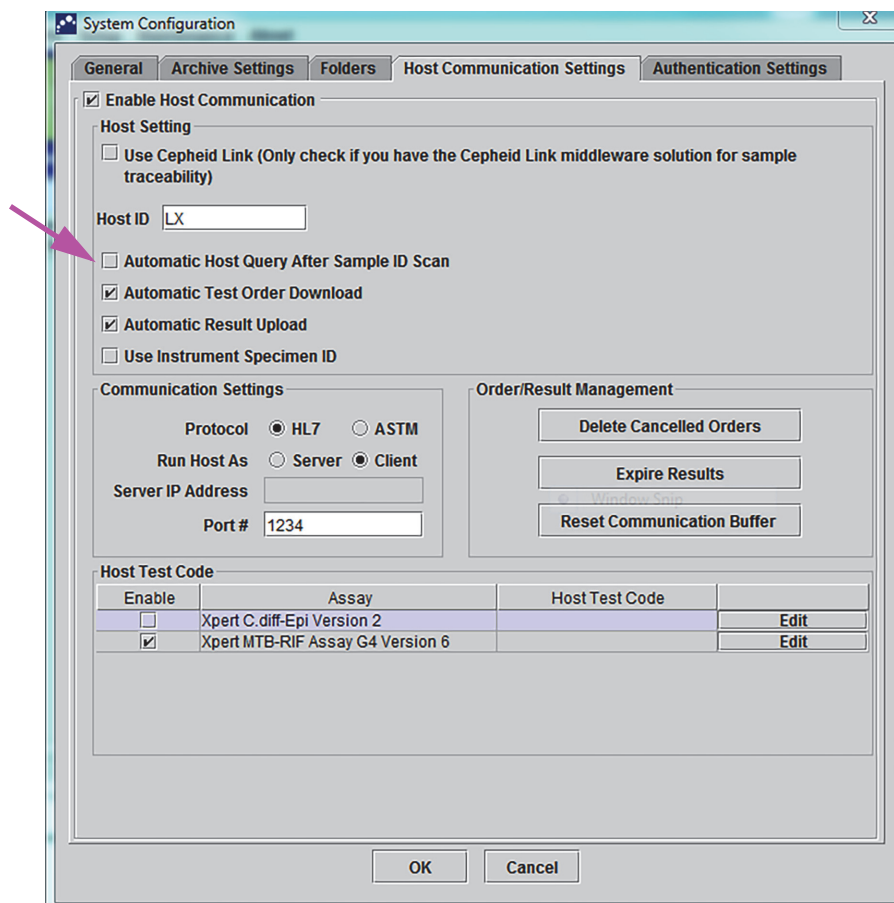 System Configuration
General Archive Settings Folders Host Communication Settings Authentication Settings
Enable Host Communication
Host Setting
Use Cepheid Link (Only check if you have the Cepheid Link middleware solution for sample
traceability)
Host ID LX
Automatic Host Query After Sample ID Scan
Automatic Test Order Download
Automatic Result Upload
Use Instrument Specimen ID
Communication Settings
Protocol HL7 ASTM
Run Host As Server Client
Server IP Address
Port # 1234
Order/Result Management
Delete Cancelled Orders
Expire Results
Window Snip
Reset Communication Buffer
Host Test Code
Enable Assay Host Test Code
Xpert C.diff-Epi Version 2 Edit
Xpert MTB-RIF Assay G4 Version 6 Edit
OK Cancel